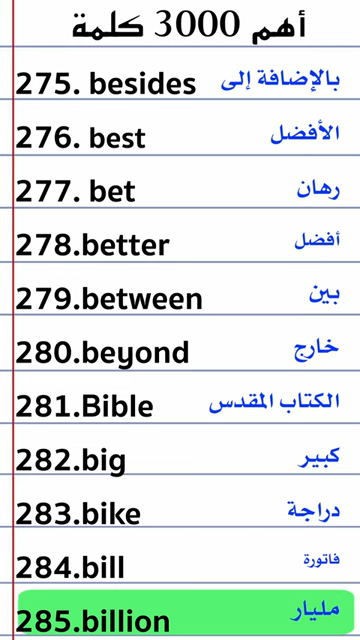 أهم 3000 كلمة
275. besides بالإضافة إلى
276. best الأفضل
277. bet رهان
278.better أفضل
279.between بين
280.beyond خارج
281.Bible الكتاب المقدس
282.big كبير
283.bike دراجة
284.bill فاتورة
285.billion مليار